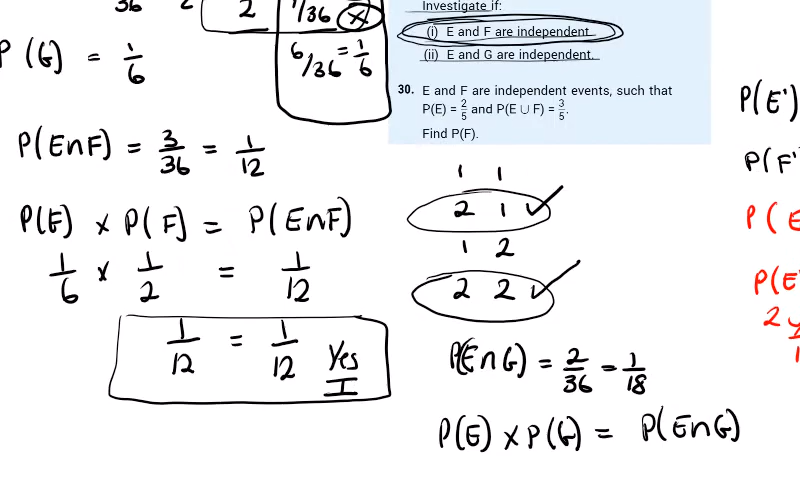 36 2
2 1/36 x
6/36 = 1/6
P(G) = 1/6
P(E∩F) = 3/36 = 1/12
P(E) × P(F) = P(E∩F)
1/6 × 1/2 = 1/12
1/12 = 1/12 Yes
I
Investigate if:
(i) E and F are independent
(ii) E and G are independent.
30. E and F are independent events, such that
P(E) = 2/5 and P(E ∪ F) = 3/5.
Find P(F).
1 1
2 1 ✓
1 2
2 2 ✓
P(E∩G) = 2/36 = 1/18
P(E) × P(G) = P(E∩G)
P(E')
P(F'
P(E
P(E'
2
1